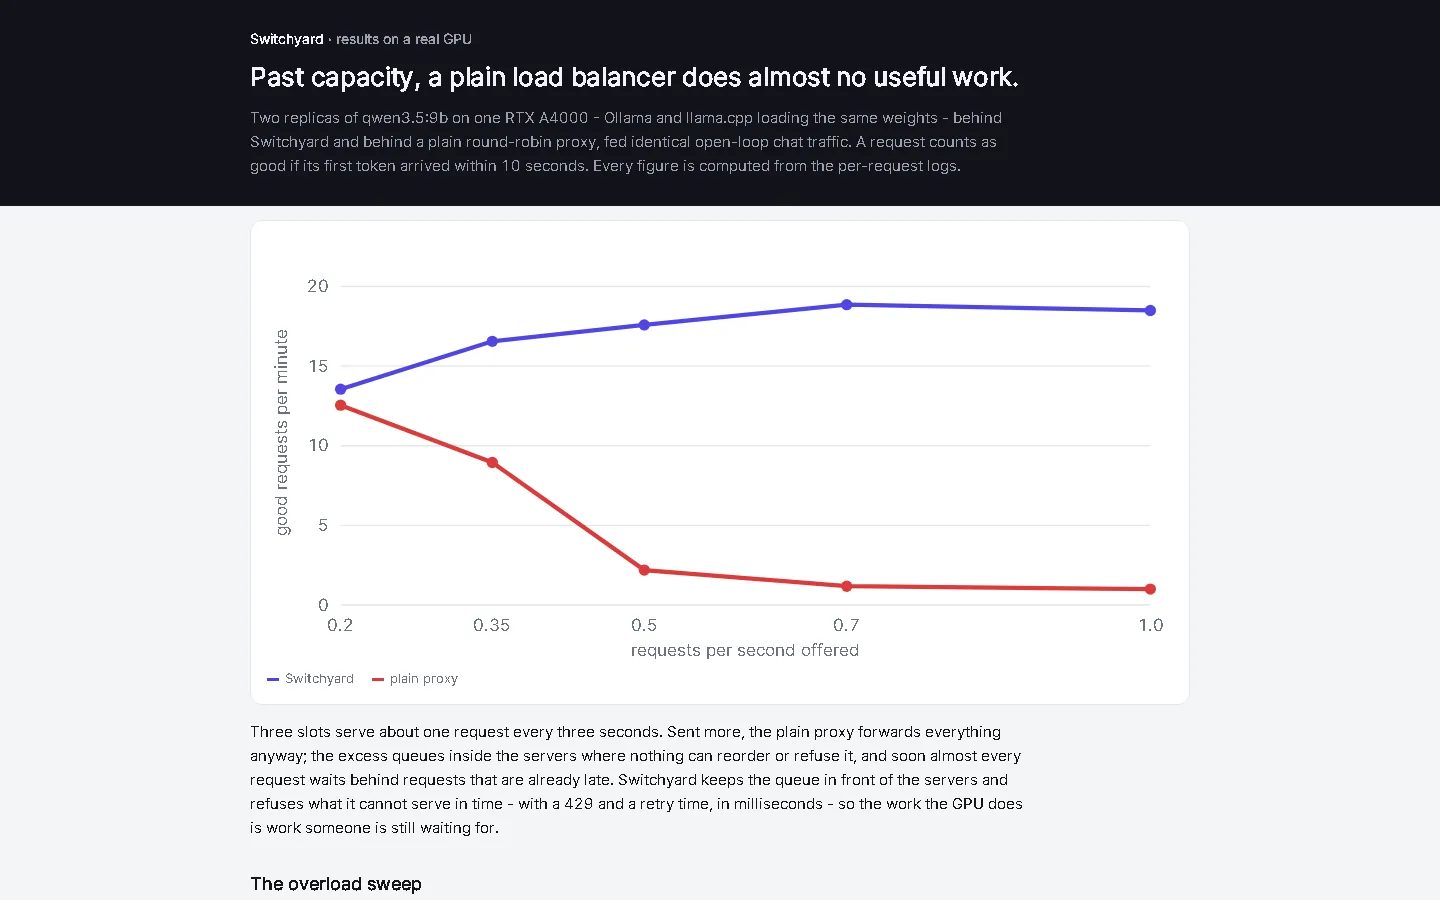 Switchyard · results on a real GPU
Past capacity, a plain load balancer does almost no useful work.
Two replicas of qwen3.5:9b on one RTX A4000 - Ollama and llama.cpp loading the same weights - behind
Switchyard and behind a plain round-robin proxy, fed identical open-loop chat traffic. A request counts as
good if its first token arrived within 10 seconds. Every figure is computed from the per-request logs.
20
15
10
5
0
good requests per minute
0.2 0.35 0.5 0.7 1.0
requests per second offered
Switchyard plain proxy
Three slots serve about one request every three seconds. Sent more, the plain proxy forwards everything
anyway; the excess queues inside the servers where nothing can reorder or refuse it, and soon almost every
request waits behind requests that are already late. Switchyard keeps the queue in front of the servers and
refuses what it cannot serve in time - with a 429 and a retry time, in milliseconds - so the work the GPU does
is work someone is still waiting for.
The overload sweep